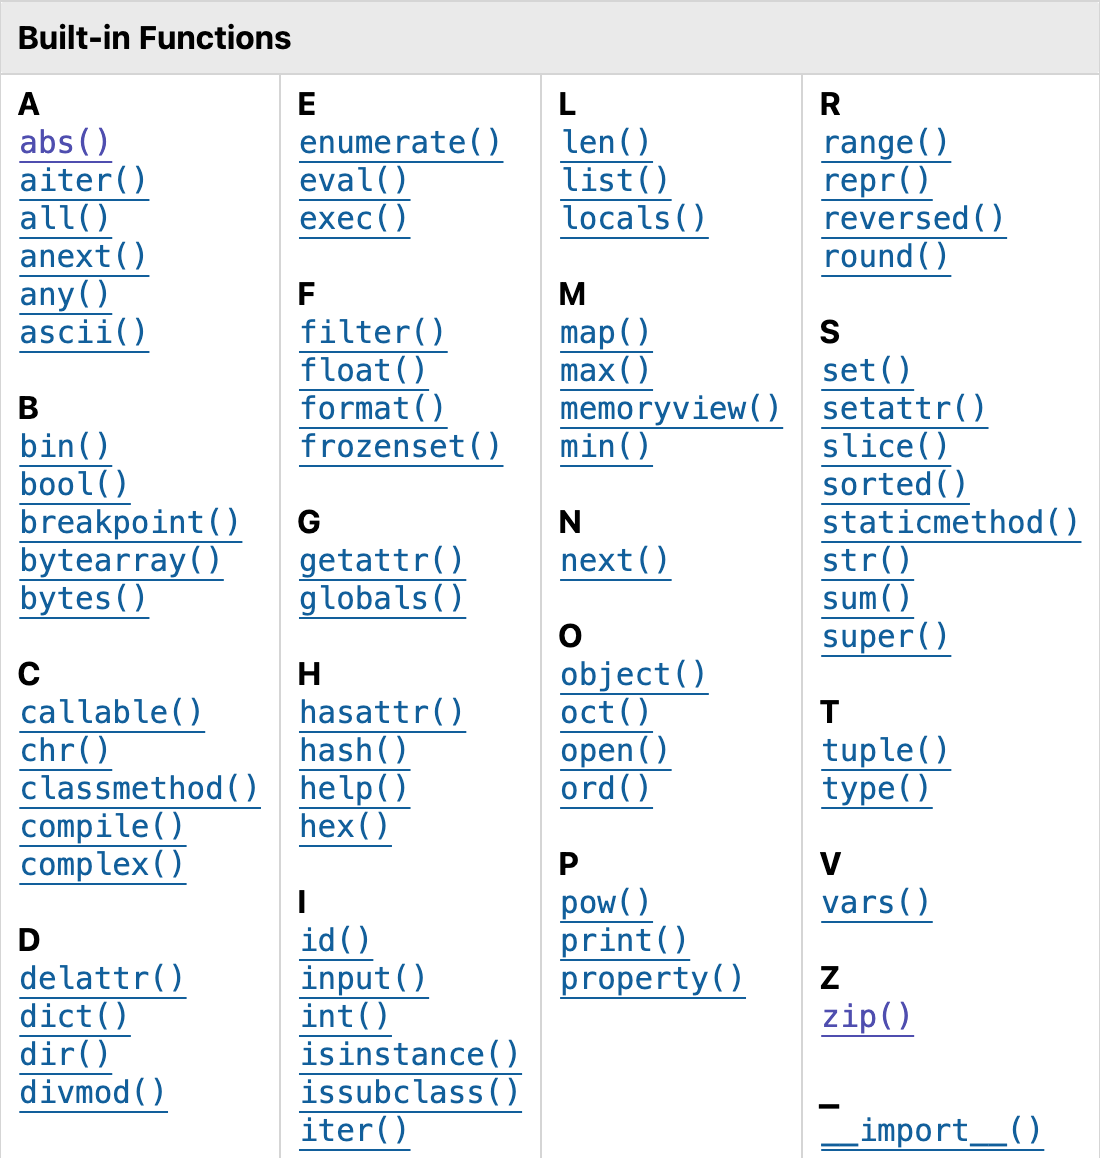 Built-in Functions
A
abs()
aiter()
all()
anext()
any()
ascii()
B
bin()
bool()
breakpoint()
bytearray()
bytes()
C
callable()
chr()
classmethod()
compile()
complex()
D
delattr()
dict()
dir()
divmod()
E
enumerate()
eval()
exec()
F
filter()
float()
format()
frozenset()
G
getattr()
globals()
H
hasattr()
hash()
help()
hex()
I
id()
input()
int()
isinstance()
issubclass()
iter()
L
len()
list()
locals()
M
map()
max()
memoryview()
min()
N
next()
O
object()
oct()
open()
ord()
P
pow()
print()
property()
R
range()
repr()
reversed()
round()
S
set()
setattr()
slice()
sorted()
staticmethod()
str()
sum()
super()
T
tuple()
type()
V
vars()
Z
zip()
_
__import__()